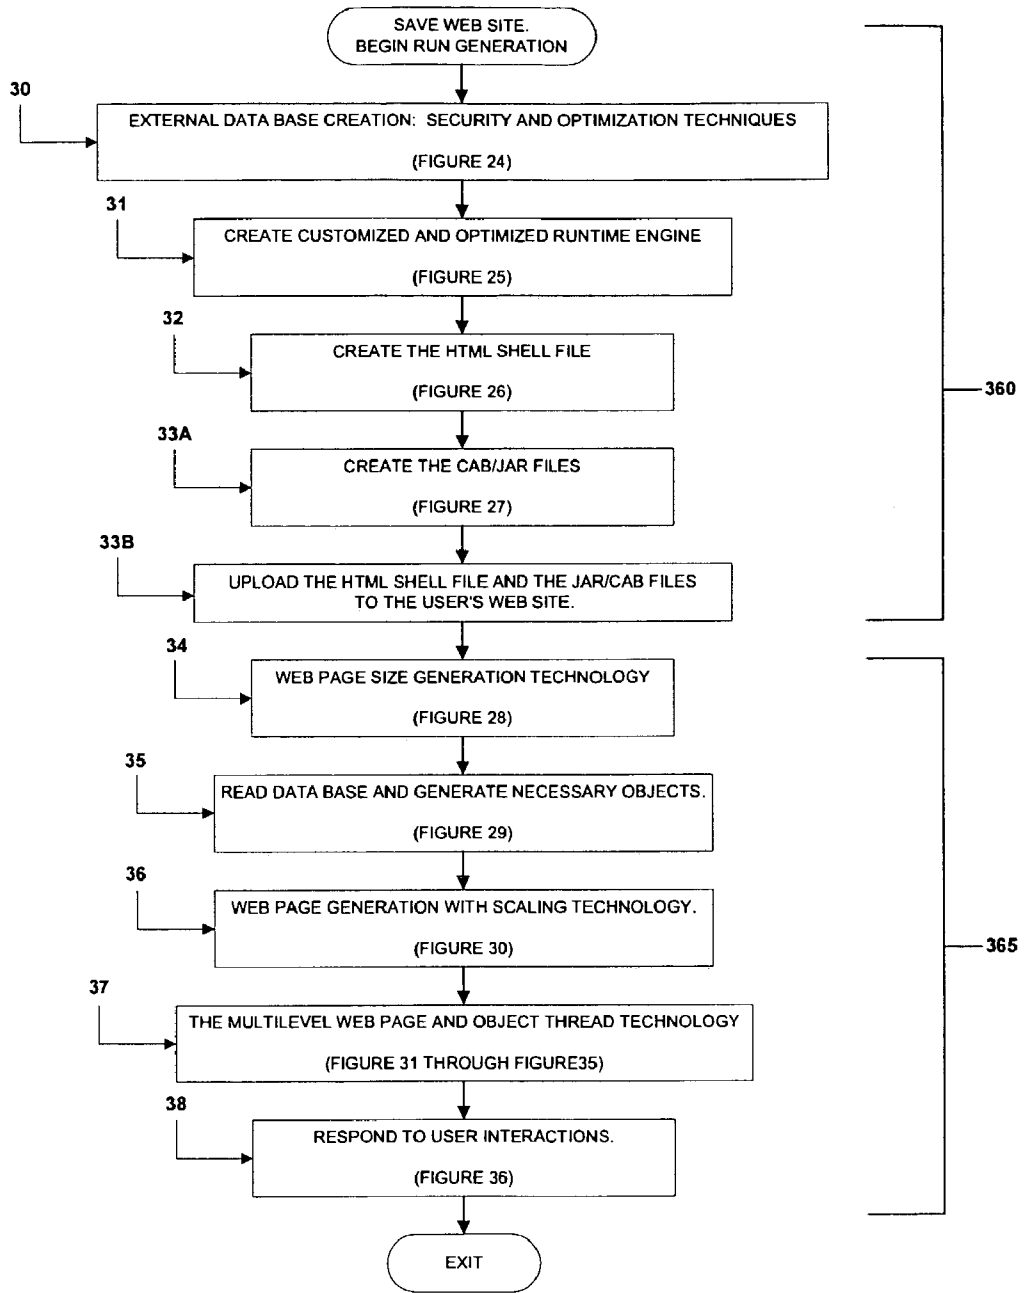 SAVE WEB SITE.
BEGIN RUN GENERATION
30
EXTERNAL DATA BASE CREATION: SECURITY AND OPTIMIZATION TECHNIQUES
(FIGURE 24)
31
CREATE CUSTOMIZED AND OPTIMIZED RUNTIME ENGINE
(FIGURE 25)
32
CREATE THE HTML SHELL FILE
(FIGURE 26)
360
33A
CREATE THE CAB/JAR FILES
(FIGURE 27)
33B
UPLOAD THE HTML SHELL FILE AND THE JAR/CAB FILES
TO THE USER'S WEB SITE.
34
WEB PAGE SIZE GENERATION TECHNOLOGY
(FIGURE 28)
35
READ DATA BASE AND GENERATE NECESSARY OBJECTS.
(FIGURE 29)
36
WEB PAGE GENERATION WITH SCALING TECHNOLOGY.
(FIGURE 30)
365
37
THE MULTILEVEL WEB PAGE AND OBJECT THREAD TECHNOLOGY
(FIGURE 31 THROUGH FIGURE35)
38
RESPOND TO USER INTERACTIONS.
(FIGURE 36)
EXIT